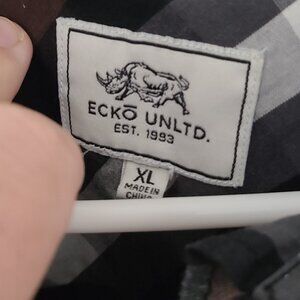 ECKŌ UNLTD.
EST. 1993
XL
MADE IN
CHINA